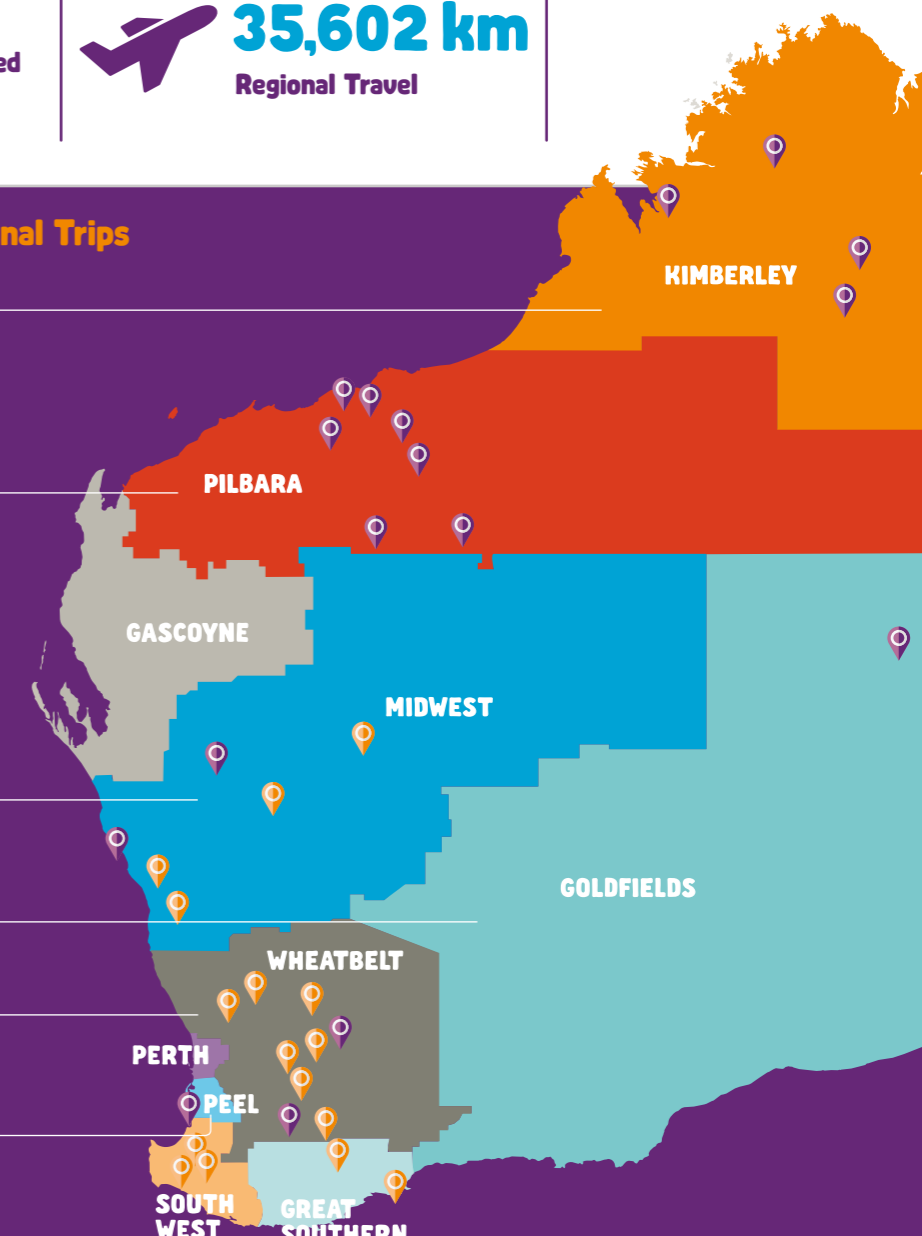 35,602 km
ed
Regional Travel
nal Trips
KIMBERLEY
PILBARA
GASCOYNE
MIDWEST
GOLDFIELDS
WHEATBELT
PERTH
PEEL
SOUTH
WEST
GREAT
SOUTHERN